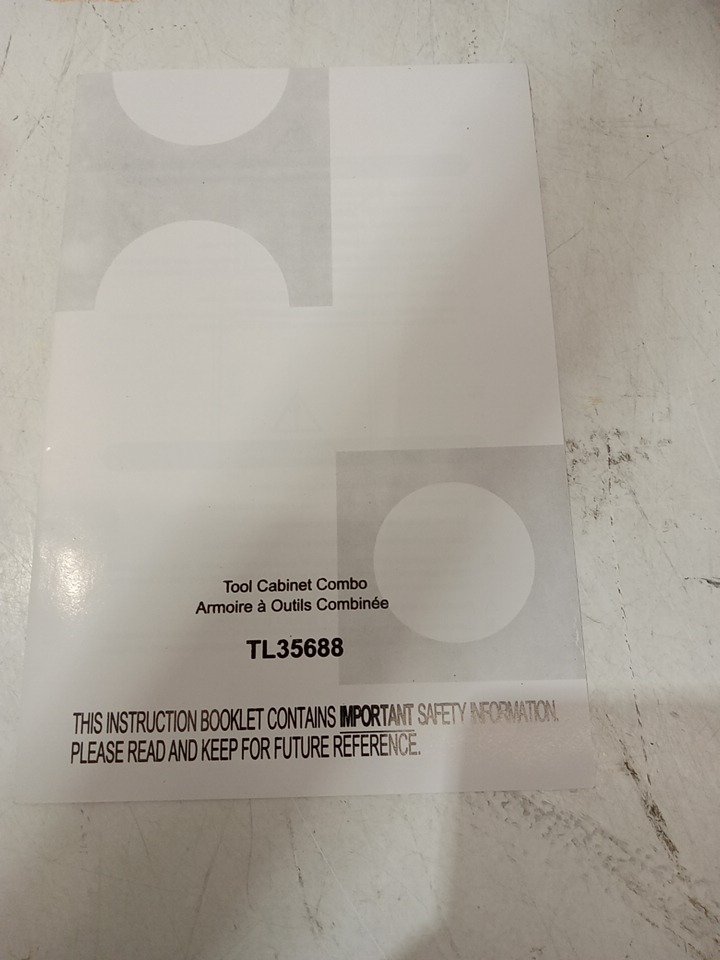 Tool Cabinet Combo
Armoire à Outils Combinée
TL35688
THIS INSTRUCTION BOOKLET CONTAINS IMPORTANT SAFETY INFORMATION.
PLEASE READ AND KEEP FOR FUTURE REFERENCE.